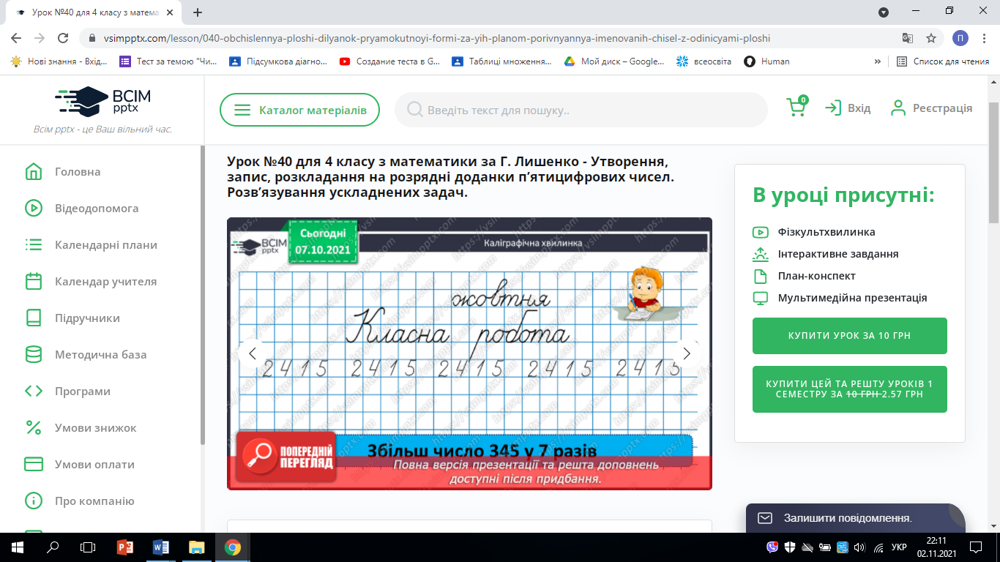 Урок №40 для 4 класу з матема
vsimpptx.com/lesson/040-obchislennya-ploshi-dilyanok-pryamokutnoyi-formi-za-yih-planom-porivnyannya-imenovanih-chisel-z-odinicyami-ploshi
П
Нові знання - Вхід...
Тест за темою "Чи...
Підсумкова діагно...
Создание теста в G...
Таблиці множення...
Мой диск – Google...
всеосвіта
Human
»
Список для чтения
ВСІМ
pptx
Всім pptx - це Ваш вільний час.
Каталог матеріалів
Введіть текст для пошуку..
0
Вхід
Реєстрація
Головна
Відеодопомога
Календарні плани
Календар учителя
Підручники
Методична база
Програми
Умови знижок
Умови оплати
Про компанію
Урок №40 для 4 класу з математики за Г. Лишенко - Утворення,
запис, розкладання на розрядні доданки п’ятицифрових чисел.
Розв’язування ускладнених задач.
ВСІМ
pptx
Сьогодні
07.10.2021
Каліграфічна хвилинка
жовтня
Класна робота
2415 2415 2415 2415 2415
Збільш число 345 у 7 разів
ПОПЕРЕДНІЙ
ПЕРЕГЛЯД
Повна версія презентації та решта доповнень
доступні після придбання.
https://vsimpptx.com
В уроці присутні:
Фізкультхвилинка
Інтерактивне завдання
План-конспект
Мультимедійна презентація
КУПИТИ УРОК ЗА 10 ГРН
КУПИТИ ЦЕЙ ТА РЕШТУ УРОКІВ 1
СЕМЕСТРУ ЗА 10 ГРН 2.57 ГРН
Залишити повідомлення.
УКР
22:11
02.11.2021